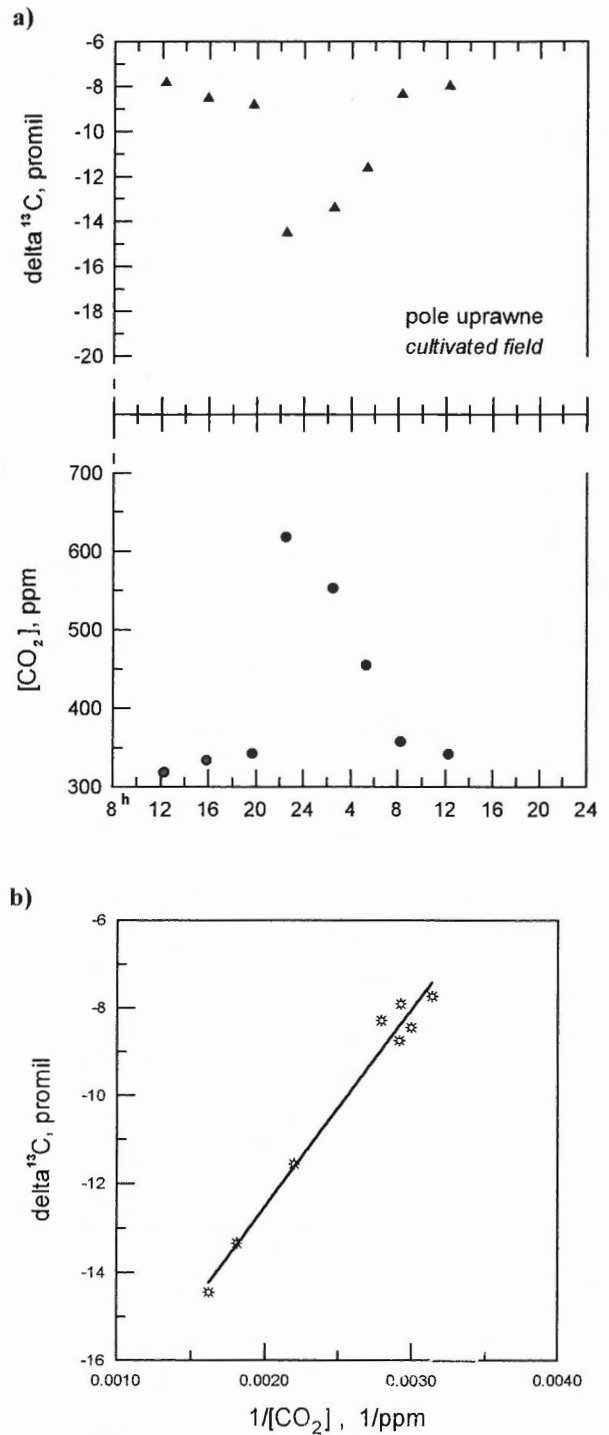 a)
-6
-8
-10
-12
-14
-16
-18
-20
delta ¹³C, promil
pole uprawne
cultivated field
700
600
500
400
300
[CO₂], ppm
8ʰ 12 16 20 24 4 8 12 16 20 24
b)
-6
-8
-10
-12
-14
-16
delta¹³C, promil
0.0010 0.0020 0.0030 0.0040
1/[CO₂] , 1/ppm